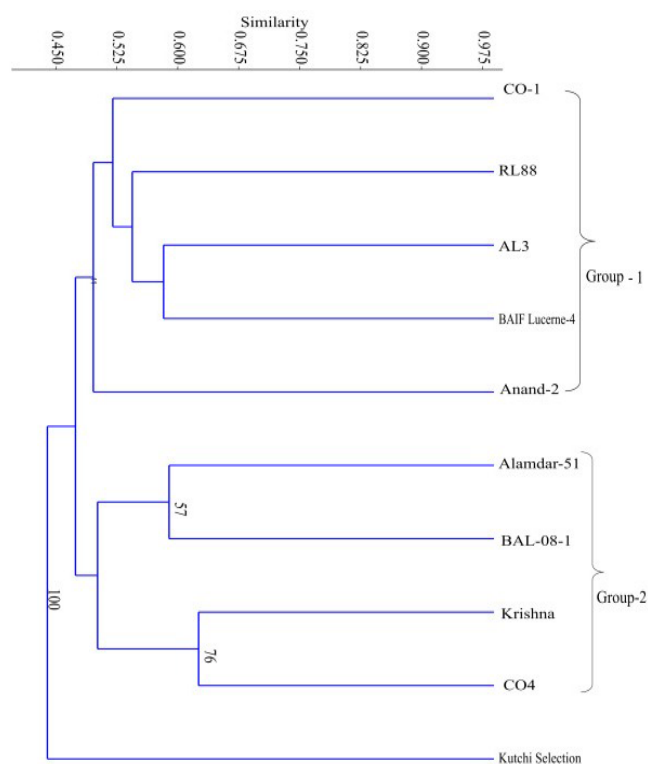 Similarity
0.450 0.525 0.600 0.675 0.750 0.825 0.900 0.975
CO-1
RL88
AL3
Group - 1
BAIF Lucerne-4
Anand-2
Alamdar-51
57
BAL-08-1
100
Group-2
Krishna
76
CO4
Kutchi Selection